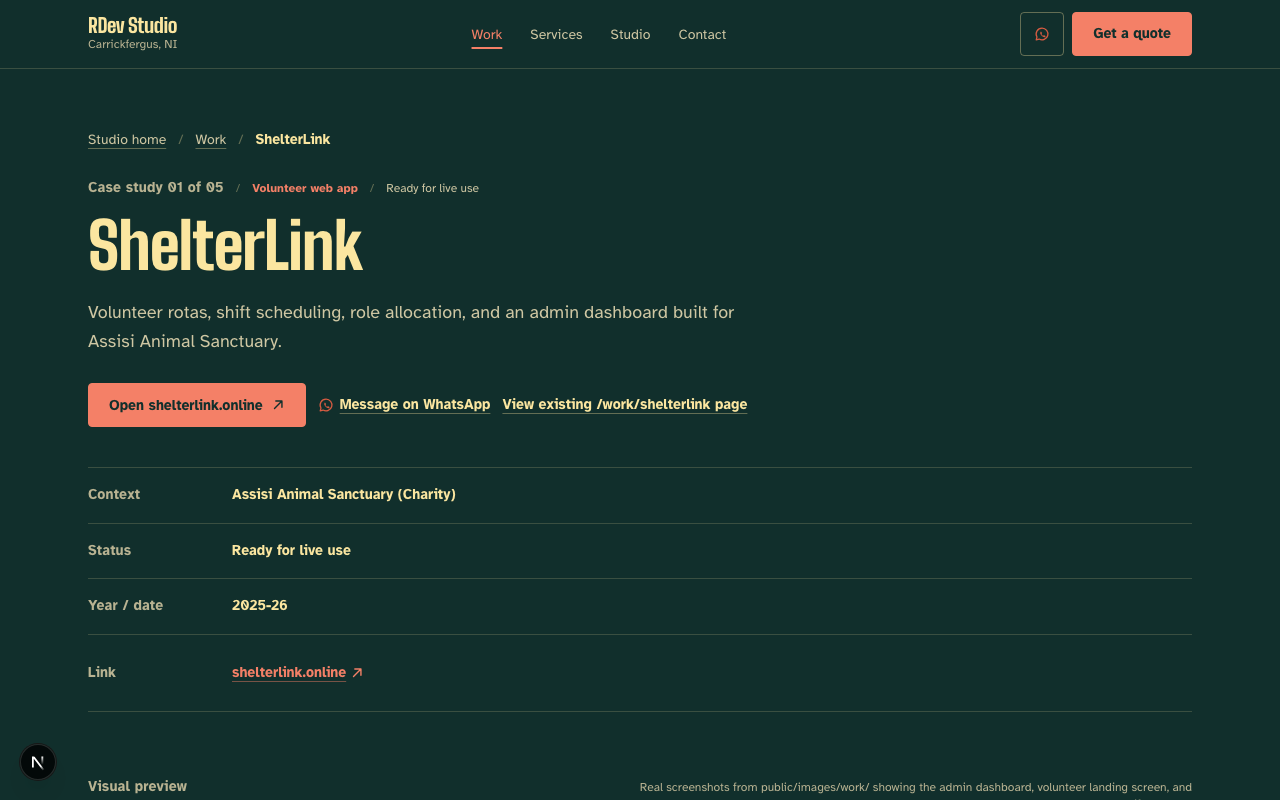 RDev Studio
Carrickfergus, NI
Work
Services
Studio
Contact
Get a quote
Studio home / Work / ShelterLink
Case study 01 of 05 / Volunteer web app / Ready for live use
ShelterLink
Volunteer rotas, shift scheduling, role allocation, and an admin dashboard built for
Assisi Animal Sanctuary.
Open shelterlink.online
Message on WhatsApp
View existing /work/shelterlink page
Context
Assisi Animal Sanctuary (Charity)
Status
Ready for live use
Year / date
2025-26
Link
shelterlink.online
N
Visual preview
Real screenshots from public/images/work/ showing the admin dashboard, volunteer landing screen, and